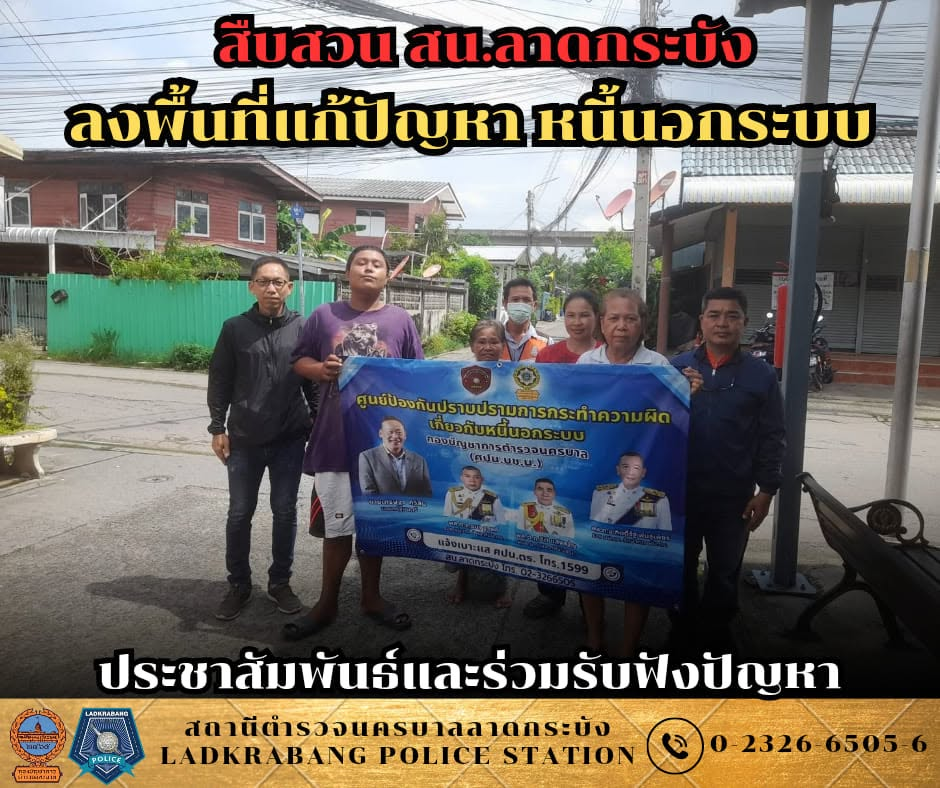 สืบสวน สน.ลาดกระบัง
ลงพื้นที่แก้ปัญหา หนี้นอกระบบ
ศูนย์ป้องกันปราบปรามการกระทำความผิด
เกี่ยวกับหนี้นอกระบบ
กองบัญชาการตำรวจนครบาล
(ศปน.บช.น.)
แจ้งเบาะแส ศปน.ตร. โทร.1599
สน.ลาดกระบัง โทร. 02-3266505
ประชาสัมพันธ์และร่วมรับฟังปัญหา
LADKRABANG
POLICE
สถานีตำรวจนครบาลลาดกระบัง
LADKRABANG POLICE STATION
0 2326-6505-6